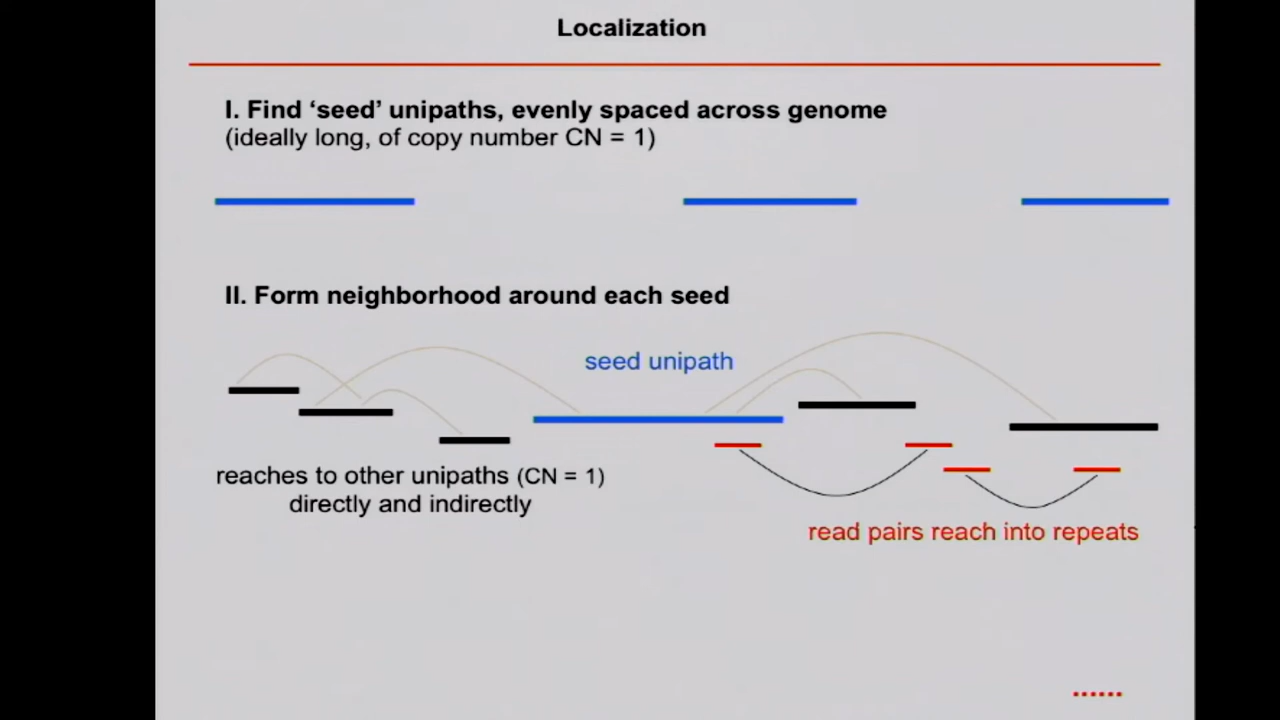 Localization
I. Find ‘seed’ unipaths, evenly spaced across genome
(ideally long, of copy number CN = 1)
II. Form neighborhood around each seed
seed unipath
reaches to other unipaths (CN = 1)
directly and indirectly
read pairs reach into repeats